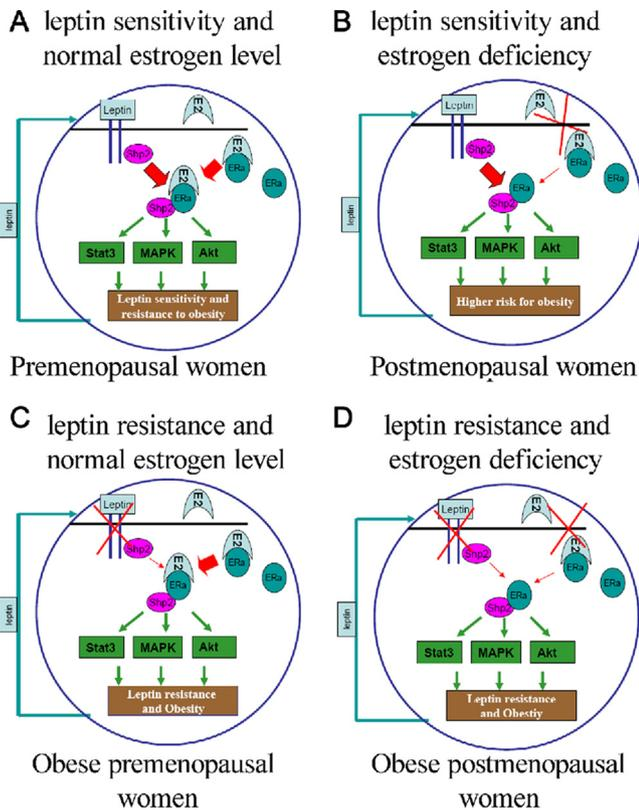 A
leptin sensitivity and
normal estrogen level
Leptin
E2
Shp2
E2
ERa
E2
ERa
ERa
Shp2
leptin
Stat3
MAPK
Akt
Leptin sensitivity and
resistance to obesity
Premenopausal women
B
leptin sensitivity and
estrogen deficiency
Leptin
E2
E2
Shp2
ERa
ERa
ERa
Shp2
leptin
Stat3
MAPK
Akt
Higher risk for obesity
Postmenopausal women
C
leptin resistance and
normal estrogen level
Leptin
E2
Shp2
E2
ERa
E2
ERa
ERa
Shp2
leptin
Stat3
MAPK
Akt
Leptin resistance
and Obesity
Obese premenopausal
women
D
leptin resistance and
estrogen deficiency
Leptin
E2
E2
Shp2
ERa
ERa
ERa
Shp2
leptin
Stat3
MAPK
Akt
Leptin resistance
and Obestiy
Obese postmenopausal
women